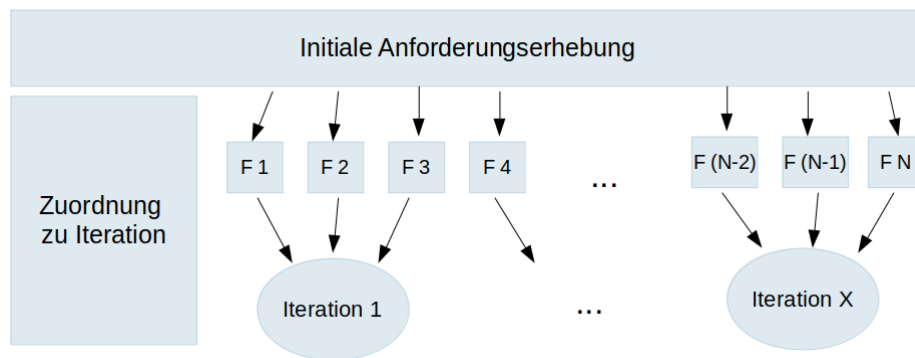 Initiale Anforderungserhebung
F 1
F 2
F 3
F 4
...
F (N-2)
F (N-1)
F N
Zuordnung
zu Iteration
Iteration 1
...
Iteration X